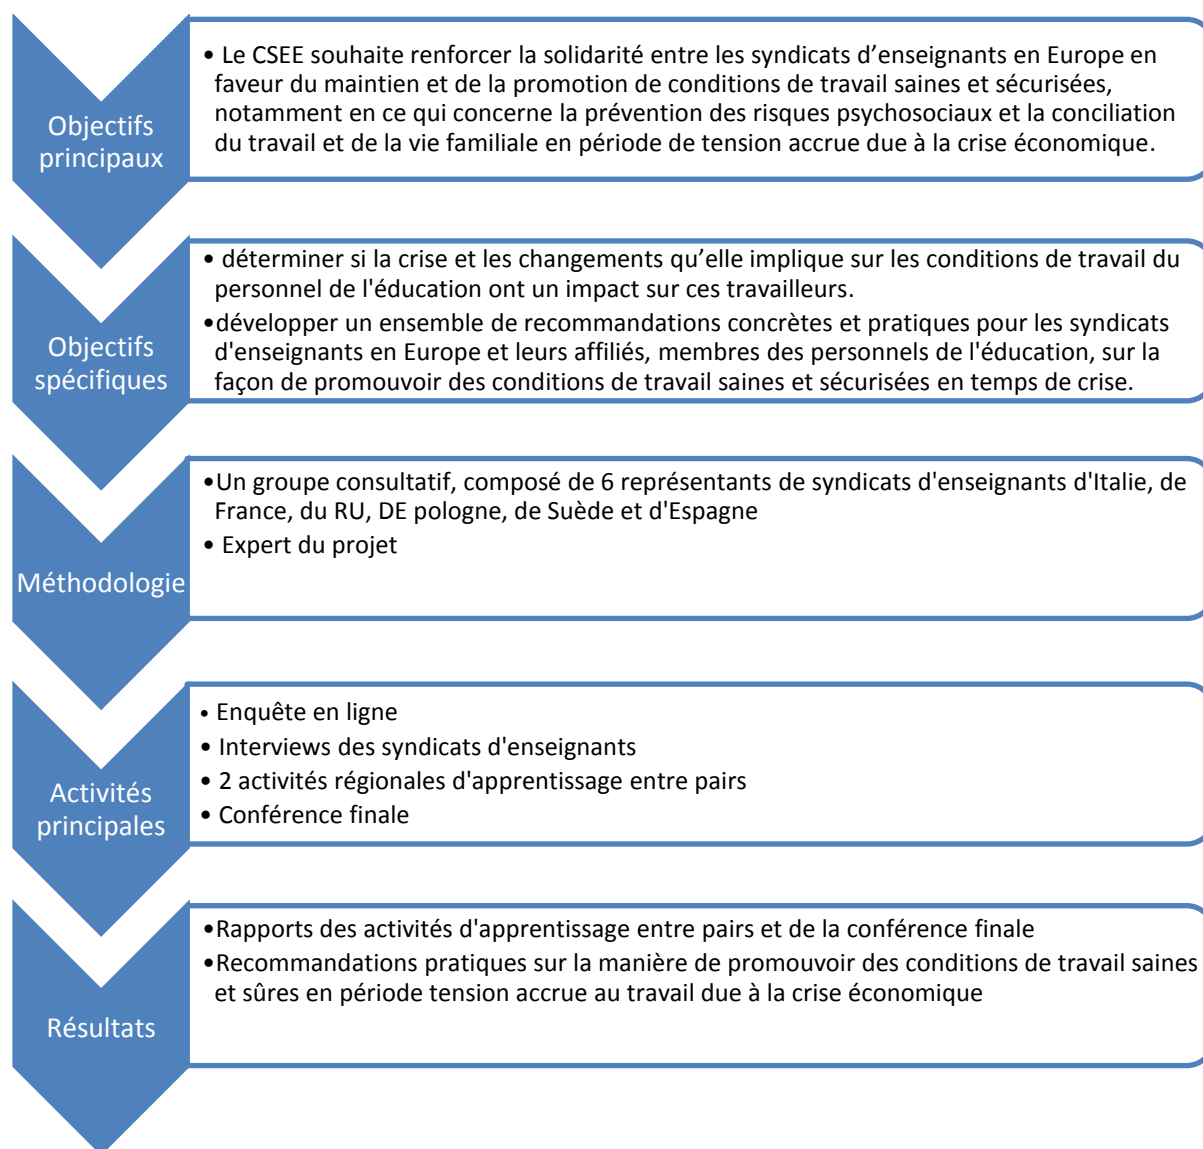 Objectifs
principaux
• Le CSEE souhaite renforcer la solidarité entre les syndicats d’enseignants en Europe en
faveur du maintien et de la promotion de conditions de travail saines et sécurisées,
notamment en ce qui concerne la prévention des risques psychosociaux et la conciliation
du travail et de la vie familiale en période de tension accrue due à la crise économique.
Objectifs
spécifiques
• déterminer si la crise et les changements qu’elle implique sur les conditions de travail du
personnel de l'éducation ont un impact sur ces travailleurs.
•développer un ensemble de recommandations concrètes et pratiques pour les syndicats
d'enseignants en Europe et leurs affiliés, membres des personnels de l'éducation, sur la
façon de promouvoir des conditions de travail saines et sécurisées en temps de crise.
Méthodologie
•Un groupe consultatif, composé de 6 représentants de syndicats d'enseignants d'Italie, de
France, du RU, DE pologne, de Suède et d'Espagne
• Expert du projet
Activités
principales
• Enquête en ligne
• Interviews des syndicats d'enseignants
• 2 activités régionales d'apprentissage entre pairs
• Conférence finale
Résultats
•Rapports des activités d'apprentissage entre pairs et de la conférence finale
•Recommandations pratiques sur la manière de promouvoir des conditions de travail saines
et sûres en période tension accrue au travail due à la crise économique